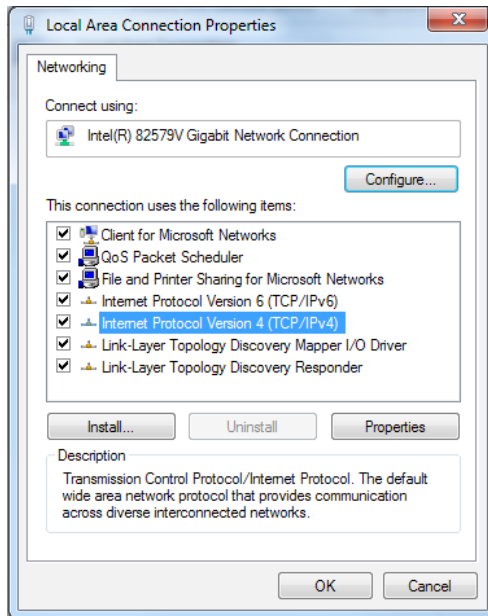 Local Area Connection Properties
Networking
Connect using:
Intel(R) 82579V Gigabit Network Connection
Configure...
This connection uses the following items:
Client for Microsoft Networks
QoS Packet Scheduler
File and Printer Sharing for Microsoft Networks
Internet Protocol Version 6 (TCP/IPv6)
Internet Protocol Version 4 (TCP/IPv4)
Link-Layer Topology Discovery Mapper I/O Driver
Link-Layer Topology Discovery Responder
Install... Uninstall Properties
Description
Transmission Control Protocol/Internet Protocol. The default
wide area network protocol that provides communication
across diverse interconnected networks.
OK Cancel